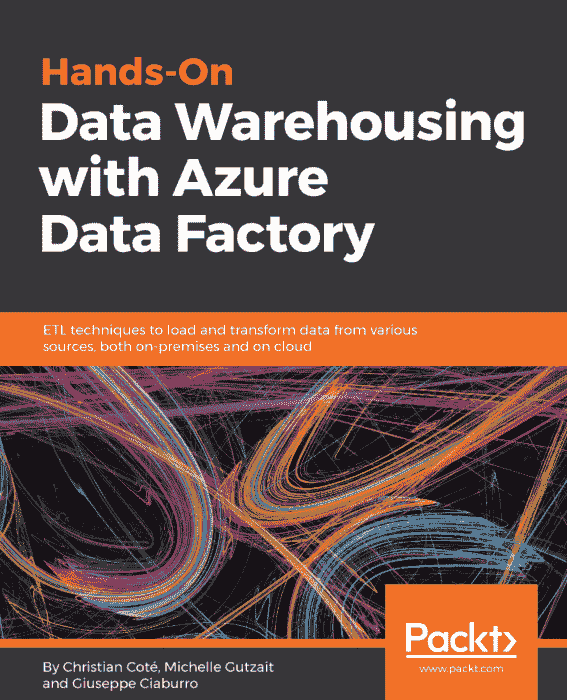 Hands-On
Data Warehousing
with Azure
Data Factory
ETL techniques to load and transform data from various
sources, both on-premises and on cloud
Packt>
www.packt.com
By Christian Coté, Michelle Gutzait
and Giuseppe Ciaburro